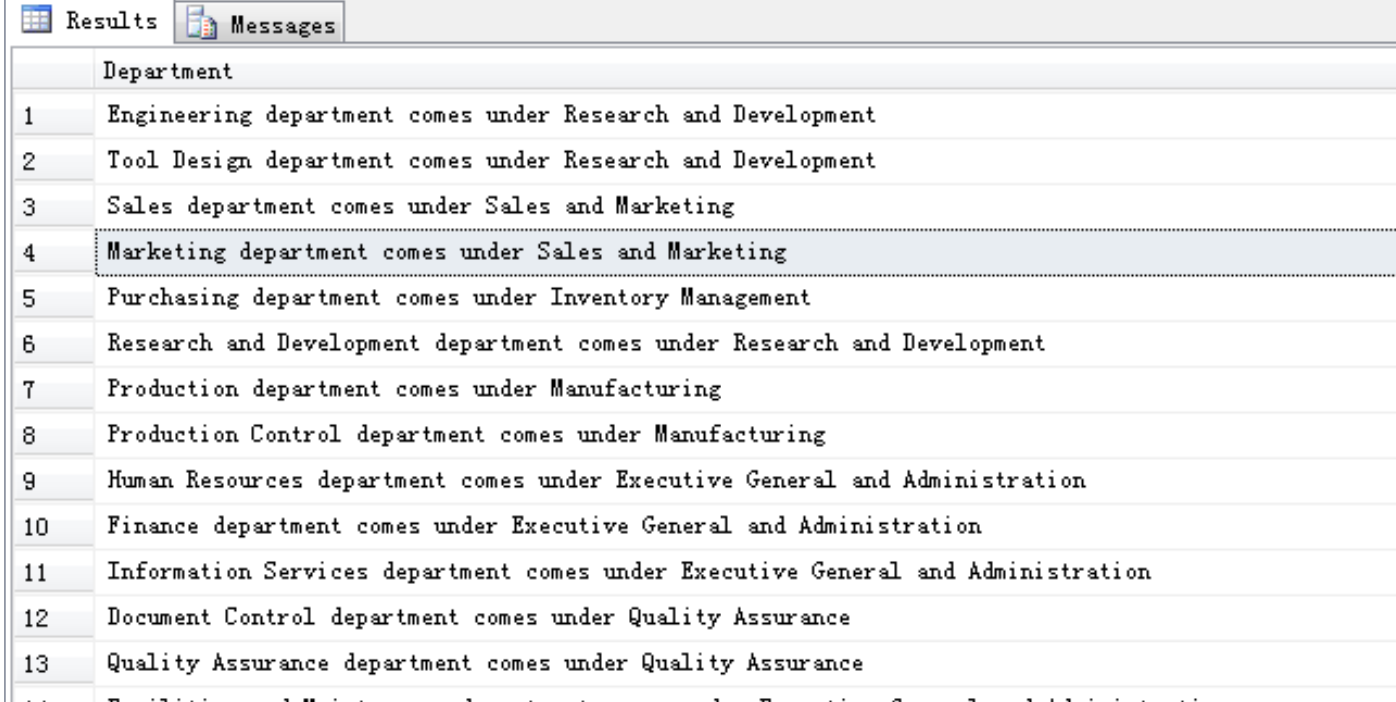 Results Messages
Department
1 Engineering department comes under Research and Development
2 Tool Design department comes under Research and Development
3 Sales department comes under Sales and Marketing
4 Marketing department comes under Sales and Marketing
5 Purchasing department comes under Inventory Management
6 Research and Development department comes under Research and Development
7 Production department comes under Manufacturing
8 Production Control department comes under Manufacturing
9 Human Resources department comes under Executive General and Administration
10 Finance department comes under Executive General and Administration
11 Information Services department comes under Executive General and Administration
12 Document Control department comes under Quality Assurance
13 Quality Assurance department comes under Quality Assurance